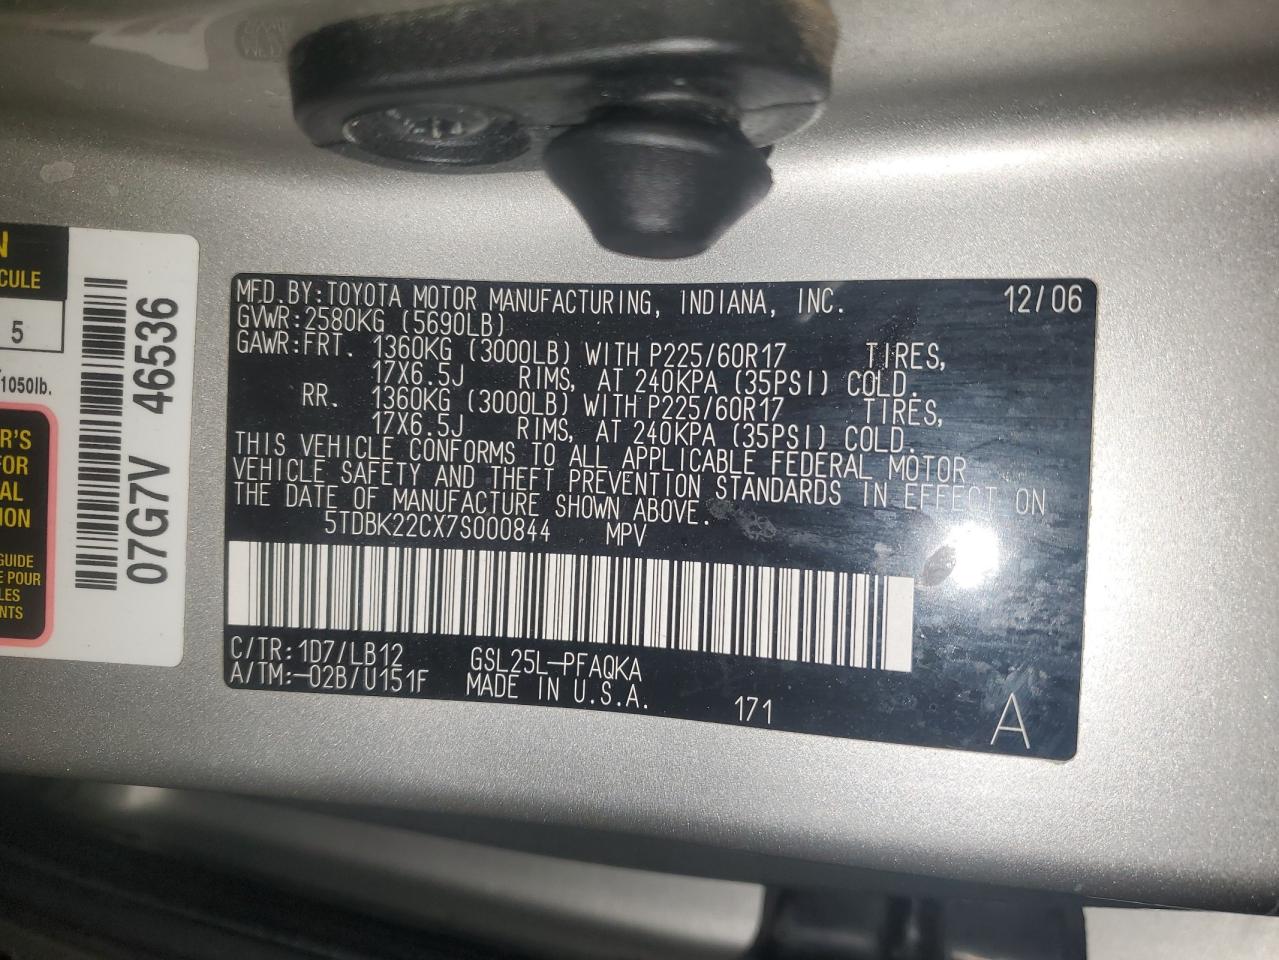 MFD.BY:TOYOTA MOTOR MANUFACTURING, INDIANA, INC. 12/06
GVWR:2580KG (5690LB)
GAWR:FRT. 1360KG (3000LB) WITH P225/60R17 TIRES,
17X6.5J RIMS, AT 240KPA (35PSI) COLD.
RR. 1360KG (3000LB) WITH P225/60R17 TIRES,
17X6.5J RIMS, AT 240KPA (35PSI) COLD.
THIS VEHICLE CONFORMS TO ALL APPLICABLE FEDERAL MOTOR
VEHICLE SAFETY AND THEFT PREVENTION STANDARDS IN EFFECT ON
THE DATE OF MANUFACTURE SHOWN ABOVE.
5TDBK22CX7S000844 MPV
C/TR:1D7/LB12 GSL25L-PFAQKA
A/TM:-02B/U151F MADE IN U.S.A.
171 A
07G7V 46536
N
CULE
5
1050lb.
R'S
FOR
AL
ION
GUIDE
E POUR
LES
NTS